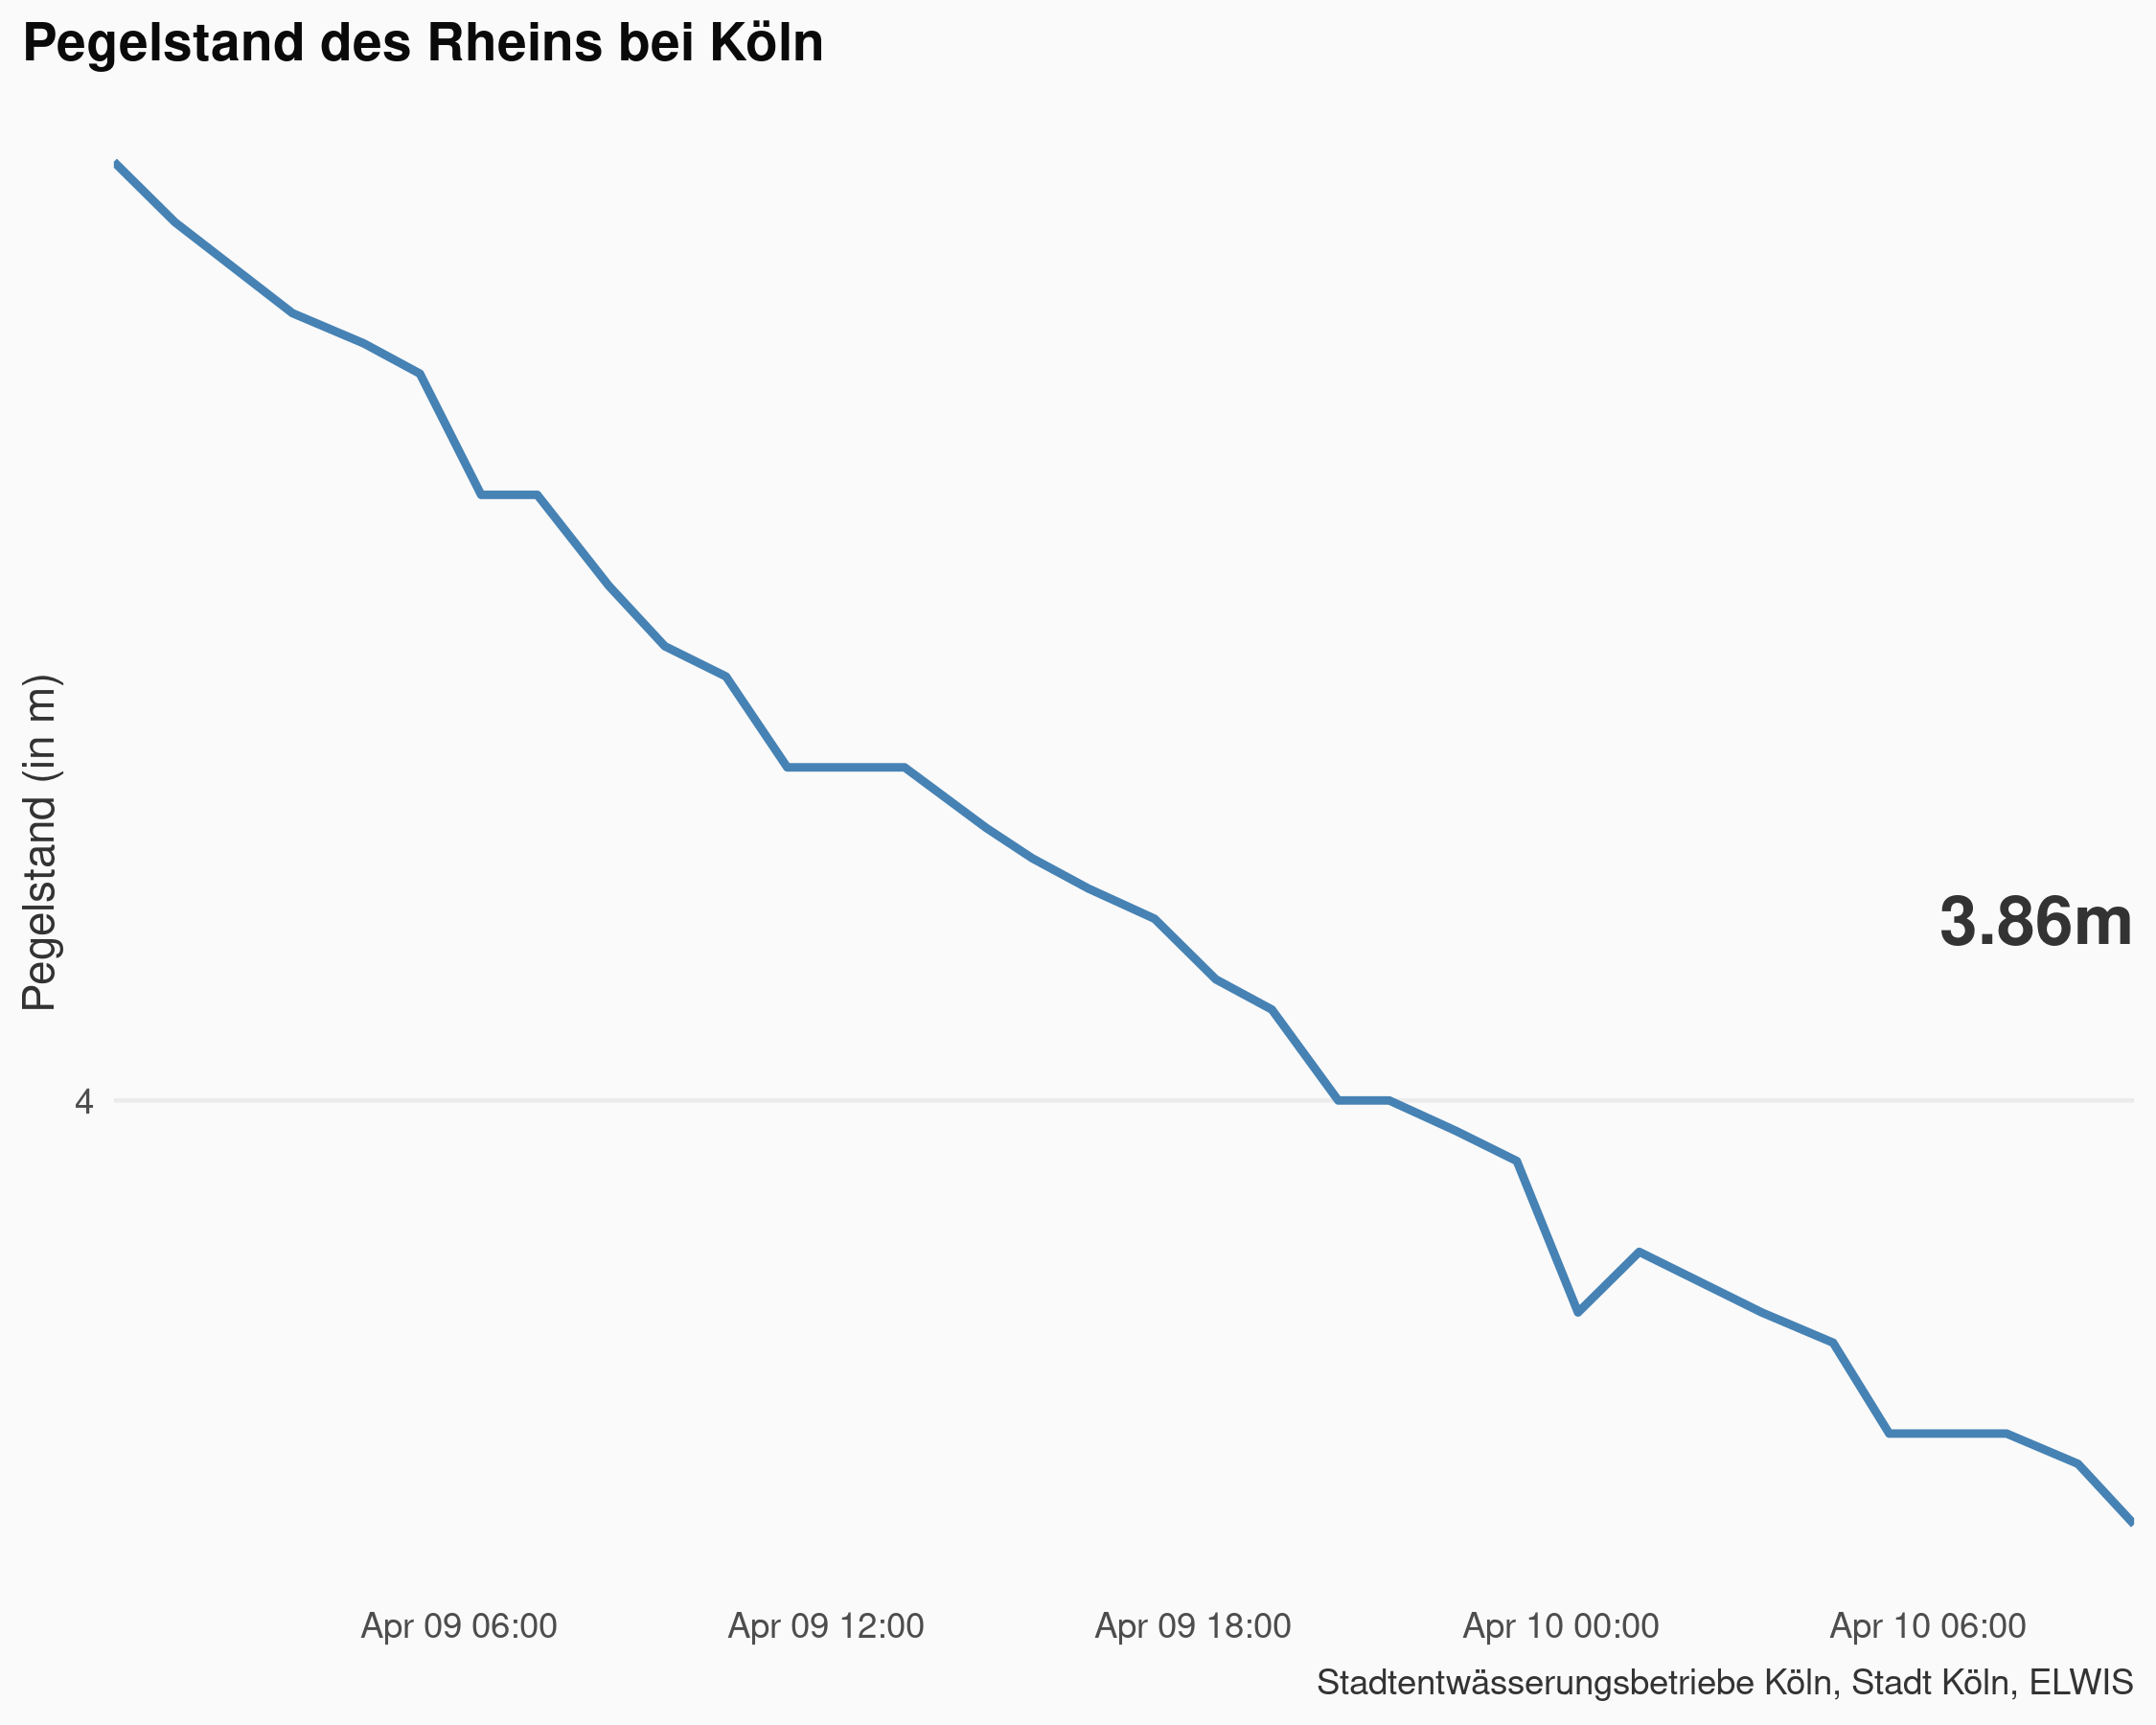 Pegelstand des Rheins bei Köln
Pegelstand (in m)
3.86m
4
Apr 09 06:00
Apr 09 12:00
Apr 09 18:00
Apr 10 00:00
Apr 10 06:00
Stadtentwässerungsbetriebe Köln, Stadt Köln, ELWIS